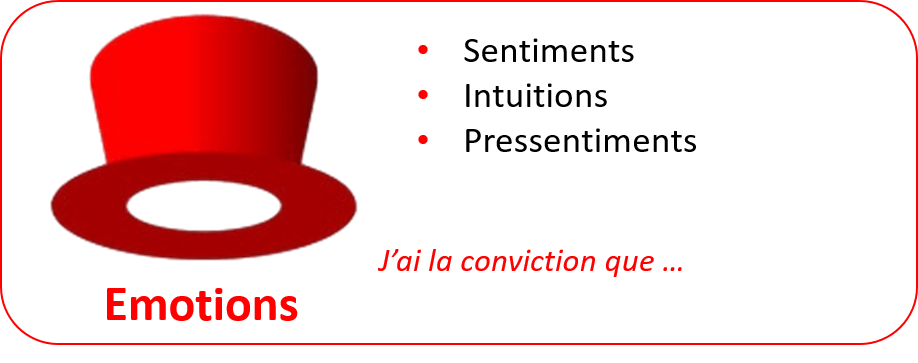 • Sentiments
• Intuitions
• Pressentiments
J’ai la conviction que …
Emotions